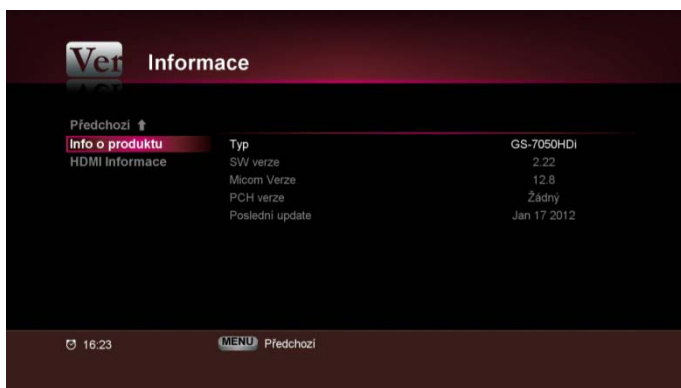 Ver Informace
Předchozí ⬆
Info o produktu
HDMI Informace
Typ GS-7050HDi
SW verze 2.22
Micom Verze 12.8
PCH verze Žádný
Poslední update Jan 17 2012
16:23 MENU Předchozí